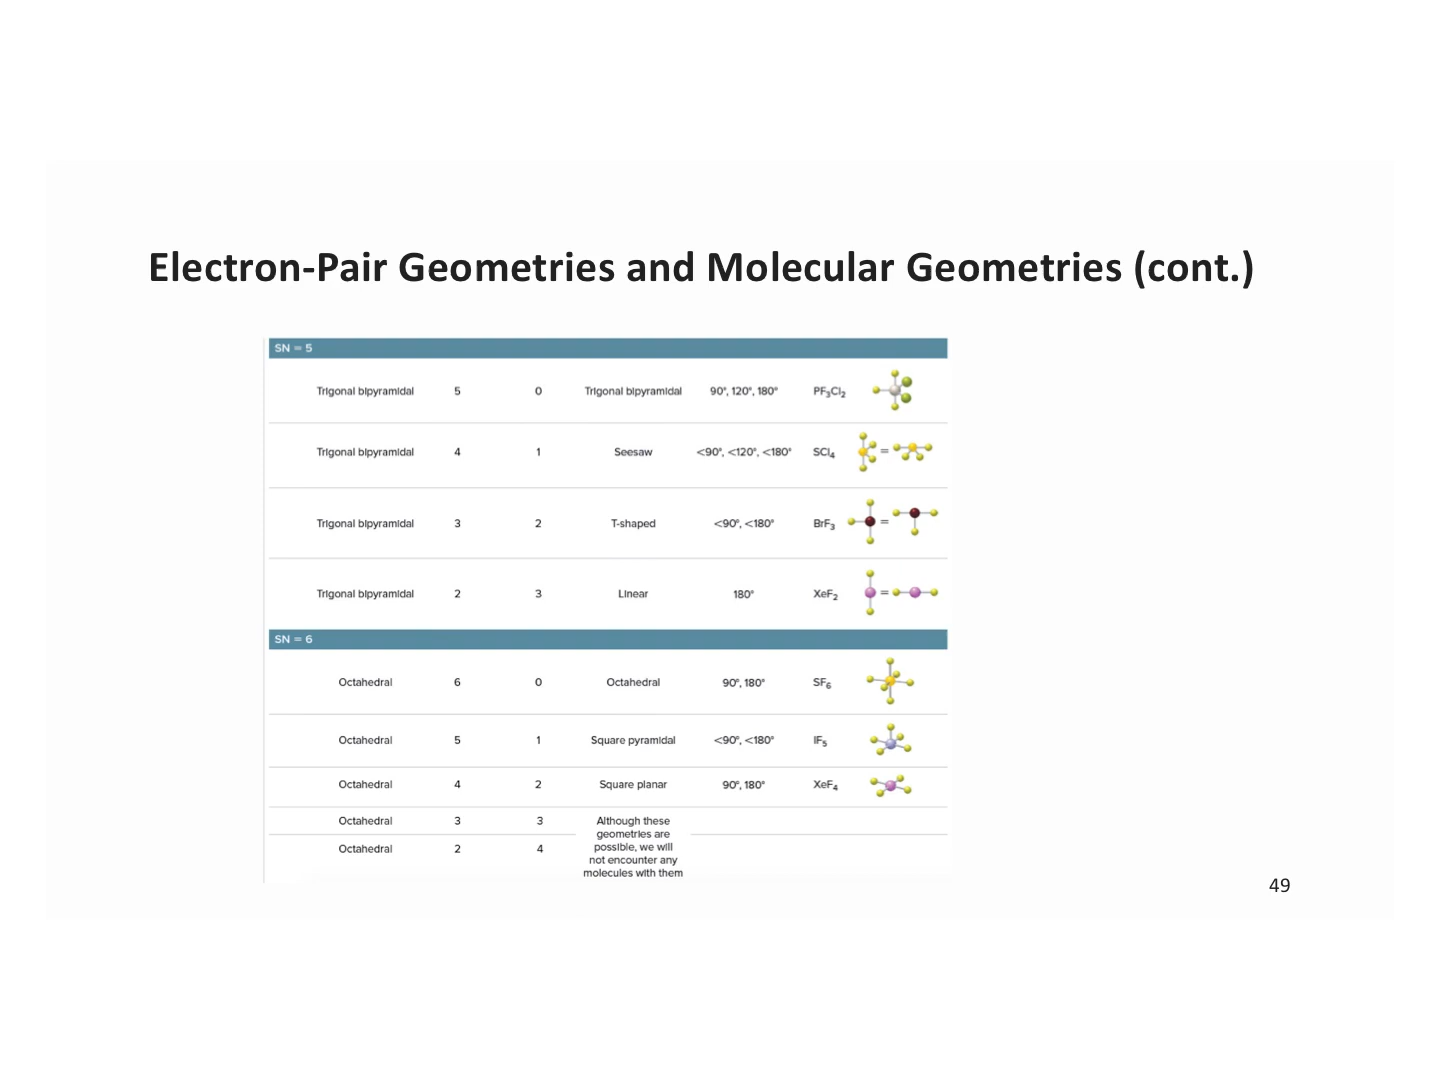 Electron-Pair Geometries and Molecular Geometries (cont.)
SN = 5
Trigonal bipyramidal 5 0 Trigonal bipyramidal 90°, 120°, 180° PF₃Cl₂
Trigonal bipyramidal 4 1 Seesaw <90°, <120°, <180° SCl₄ =
Trigonal bipyramidal 3 2 T-shaped <90°, <180° BrF₃ =
Trigonal bipyramidal 2 3 Linear 180° XeF₂ =
SN = 6
Octahedral 6 0 Octahedral 90°, 180° SF₆
Octahedral 5 1 Square pyramidal <90°, <180° IF₅
Octahedral 4 2 Square planar 90°, 180° XeF₄
Octahedral 3 3 Although these
geometries are
Octahedral 2 4 possible, we will
not encounter any
molecules with them
49